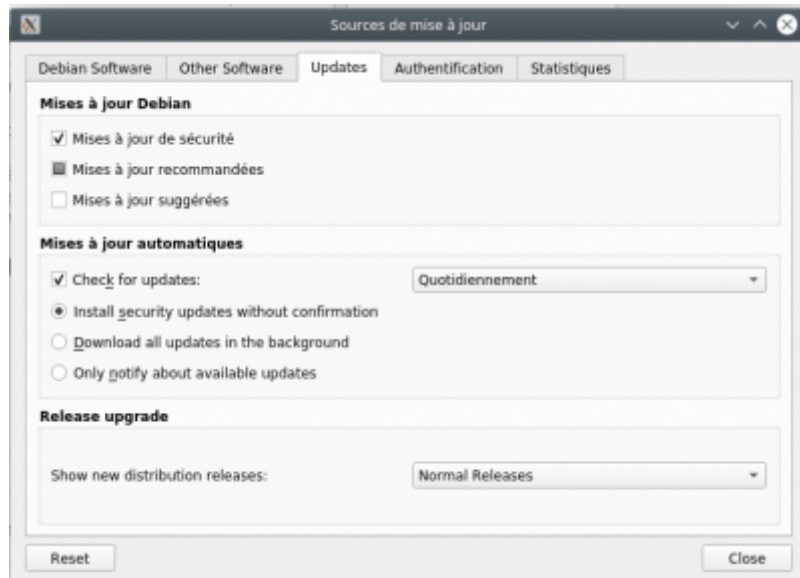 Sources de mise à jour
Debian Software Other Software Updates Authentification Statistiques
Mises à jour Debian
Mises à jour de sécurité
Mises à jour recommandées
Mises à jour suggérées
Mises à jour automatiques
Check for updates: Quotidiennement
Install security updates without confirmation
Download all updates in the background
Only notify about available updates
Release upgrade
Show new distribution releases: Normal Releases
Reset Close